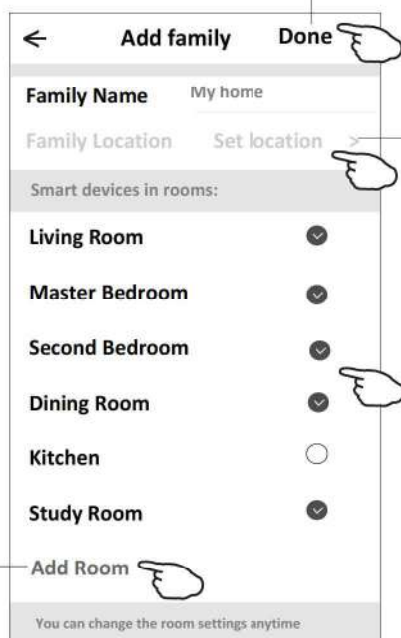 Add family Done
Family Name My home
Family Location Set location >
Smart devices in rooms:
Living Room
Master Bedroom
Second Bedroom
Dining Room
Kitchen
Study Room
Add Room
You can change the room settings anytime